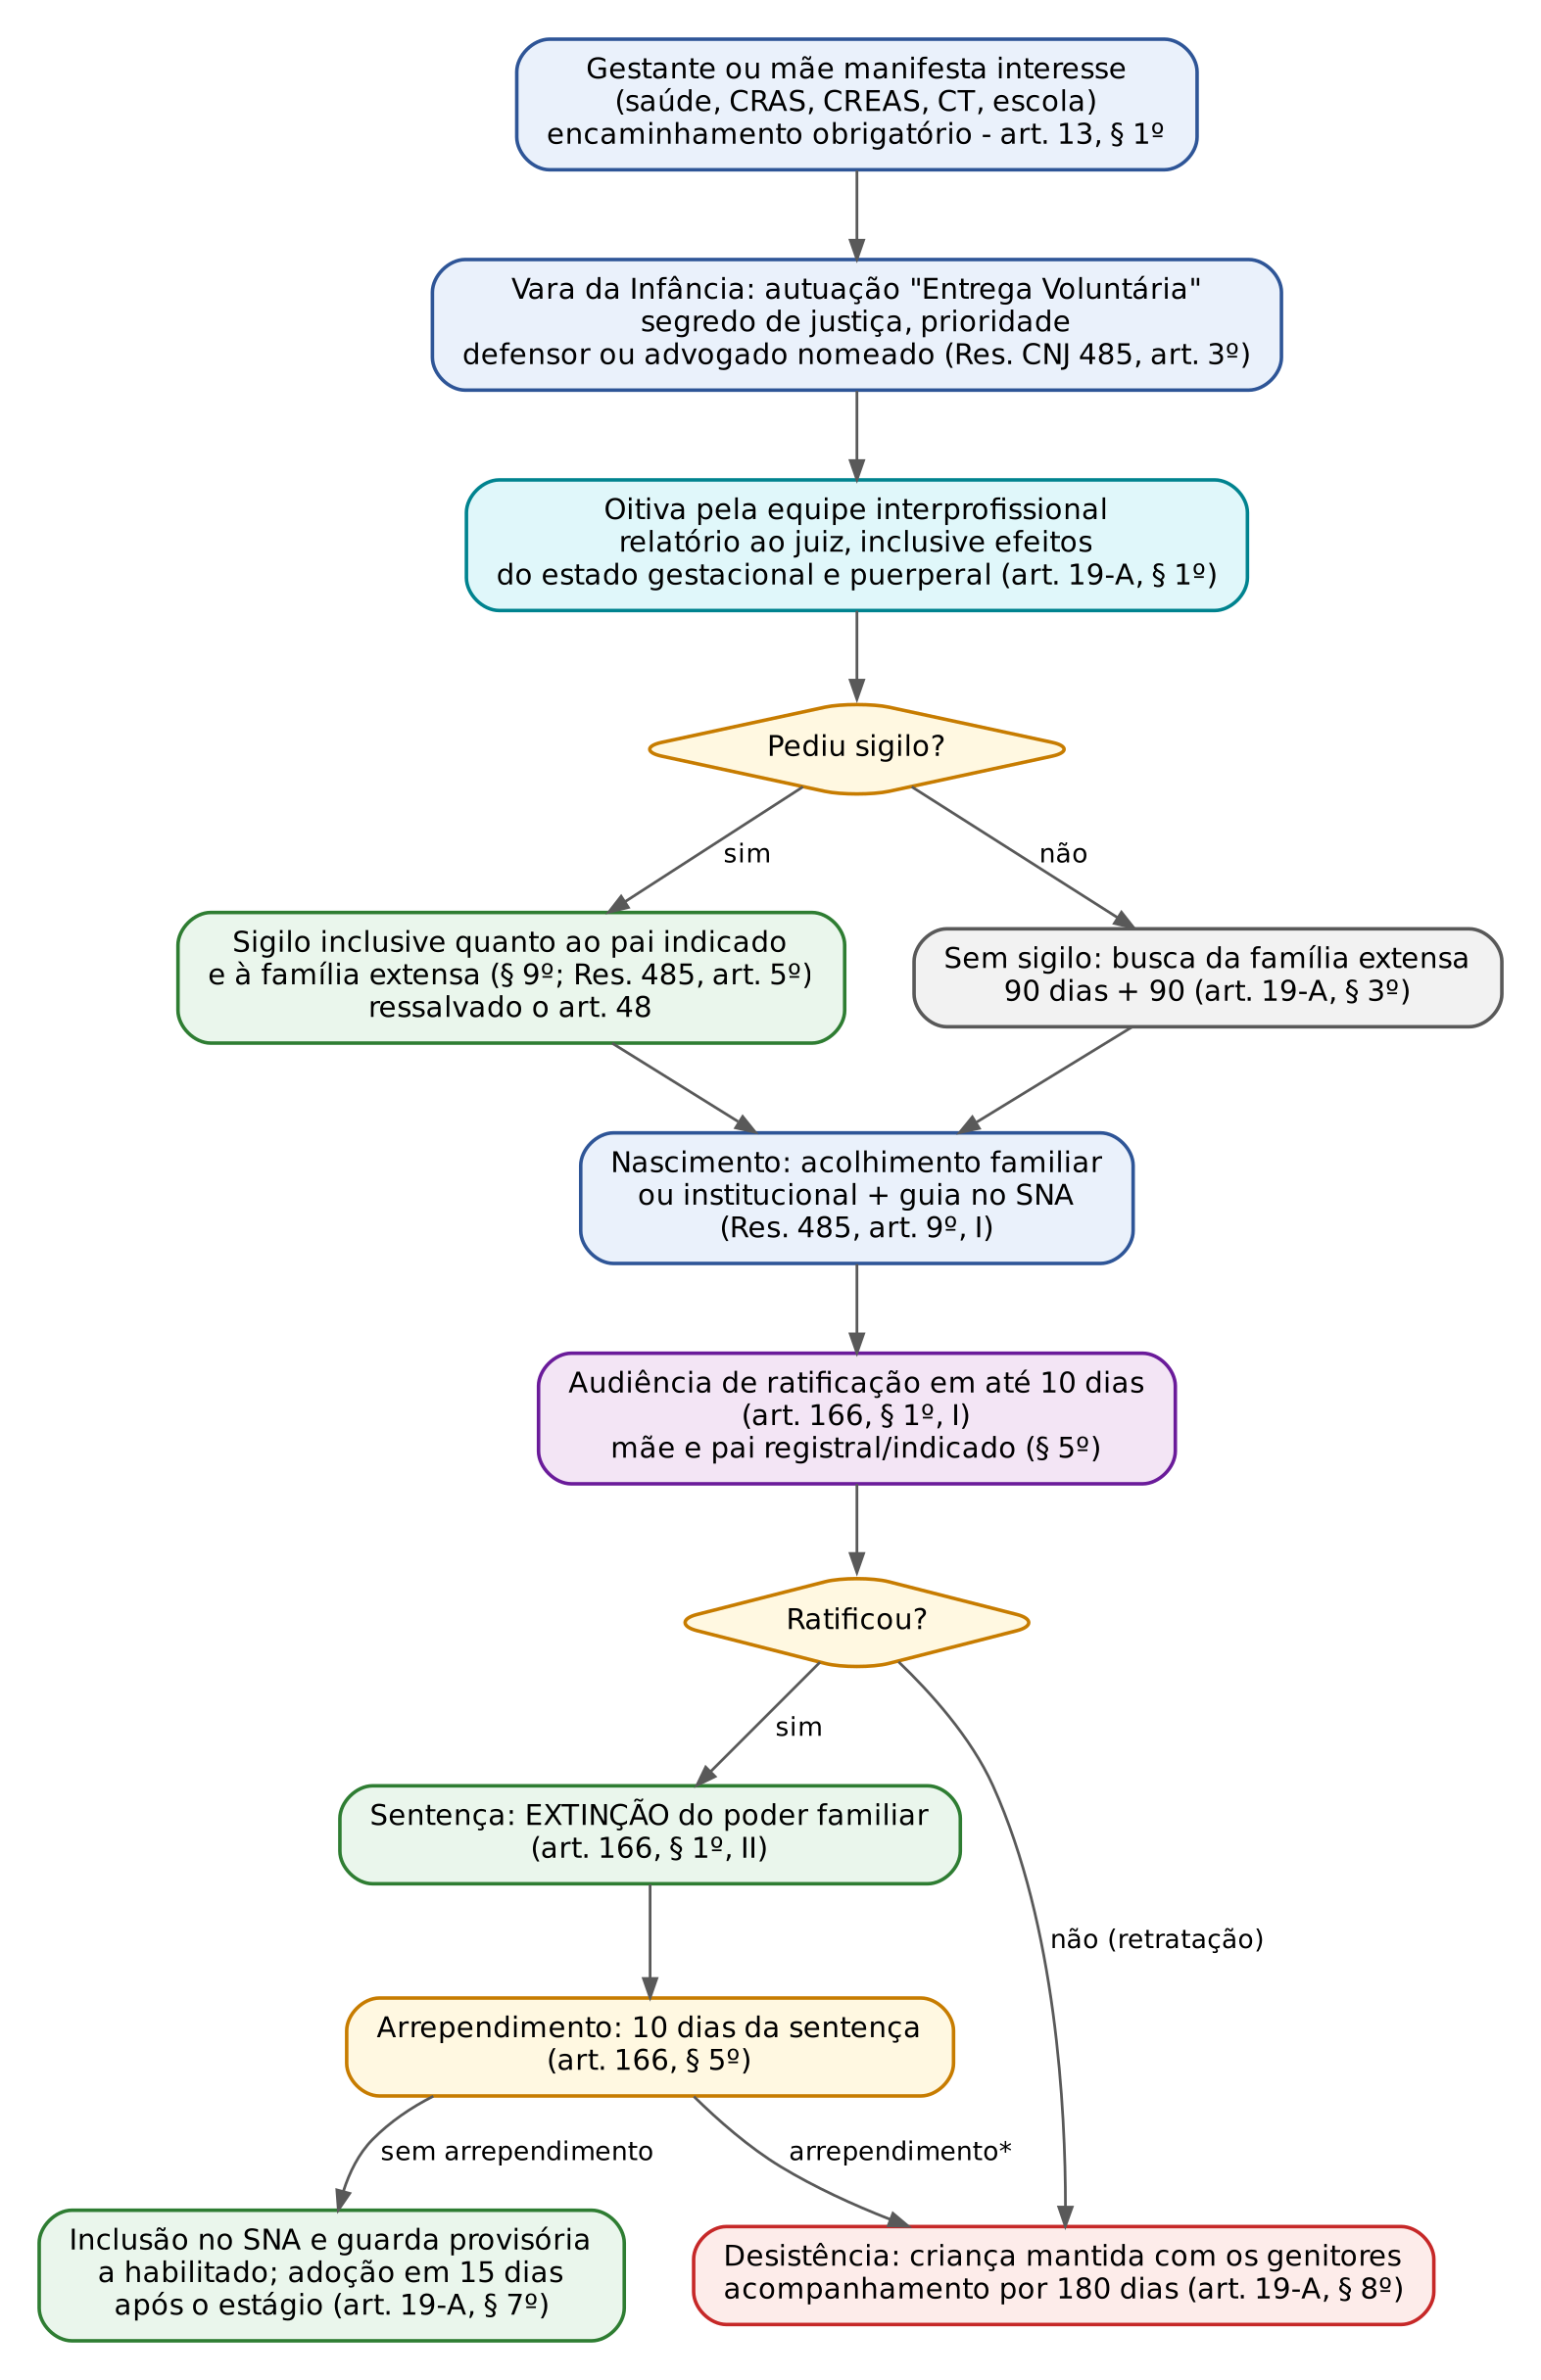 Gestante ou mãe manifesta interesse
(saúde, CRAS, CREAS, CT, escola)
encaminhamento obrigatório - art. 13, § 1º
Vara da Infância: autuação "Entrega Voluntária"
segredo de justiça, prioridade
defensor ou advogado nomeado (Res. CNJ 485, art. 3º)
Oitiva pela equipe interprofissional
relatório ao juiz, inclusive efeitos
do estado gestacional e puerperal (art. 19-A, § 1º)
Pediu sigilo?
sim
não
Sigilo inclusive quanto ao pai indicado
e à família extensa (§ 9º; Res. 485, art. 5º)
ressalvado o art. 48
Sem sigilo: busca da família extensa
90 dias + 90 (art. 19-A, § 3º)
Nascimento: acolhimento familiar
ou institucional + guia no SNA
(Res. 485, art. 9º, I)
Audiência de ratificação em até 10 dias
(art. 166, § 1º, I)
mãe e pai registral/indicado (§ 5º)
Ratificou?
sim
não (retratação)
Sentença: EXTINÇÃO do poder familiar
(art. 166, § 1º, II)
Arrependimento: 10 dias da sentença
(art. 166, § 5º)
sem arrependimento
arrependimento*
Inclusão no SNA e guarda provisória
a habilitado; adoção em 15 dias
após o estágio (art. 19-A, § 7º)
Desistência: criança mantida com os genitores
acompanhamento por 180 dias (art. 19-A, § 8º)